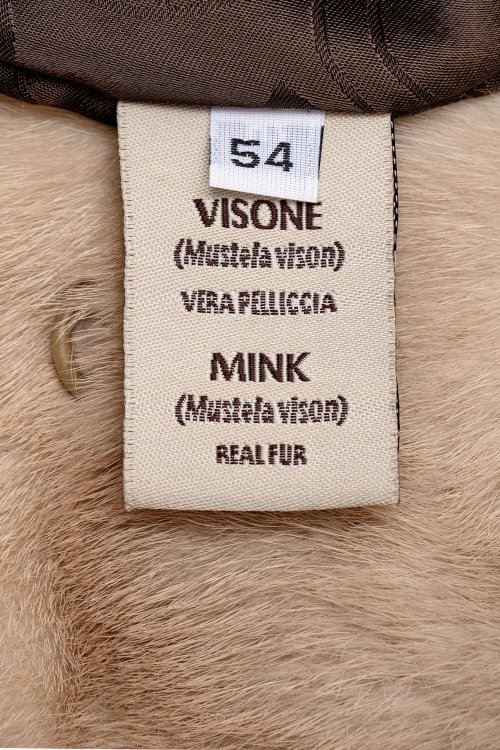 54
VISONE
(Mustela vison)
VERA PELLICCIA
MINK
(Mustela vison)
REAL FUR